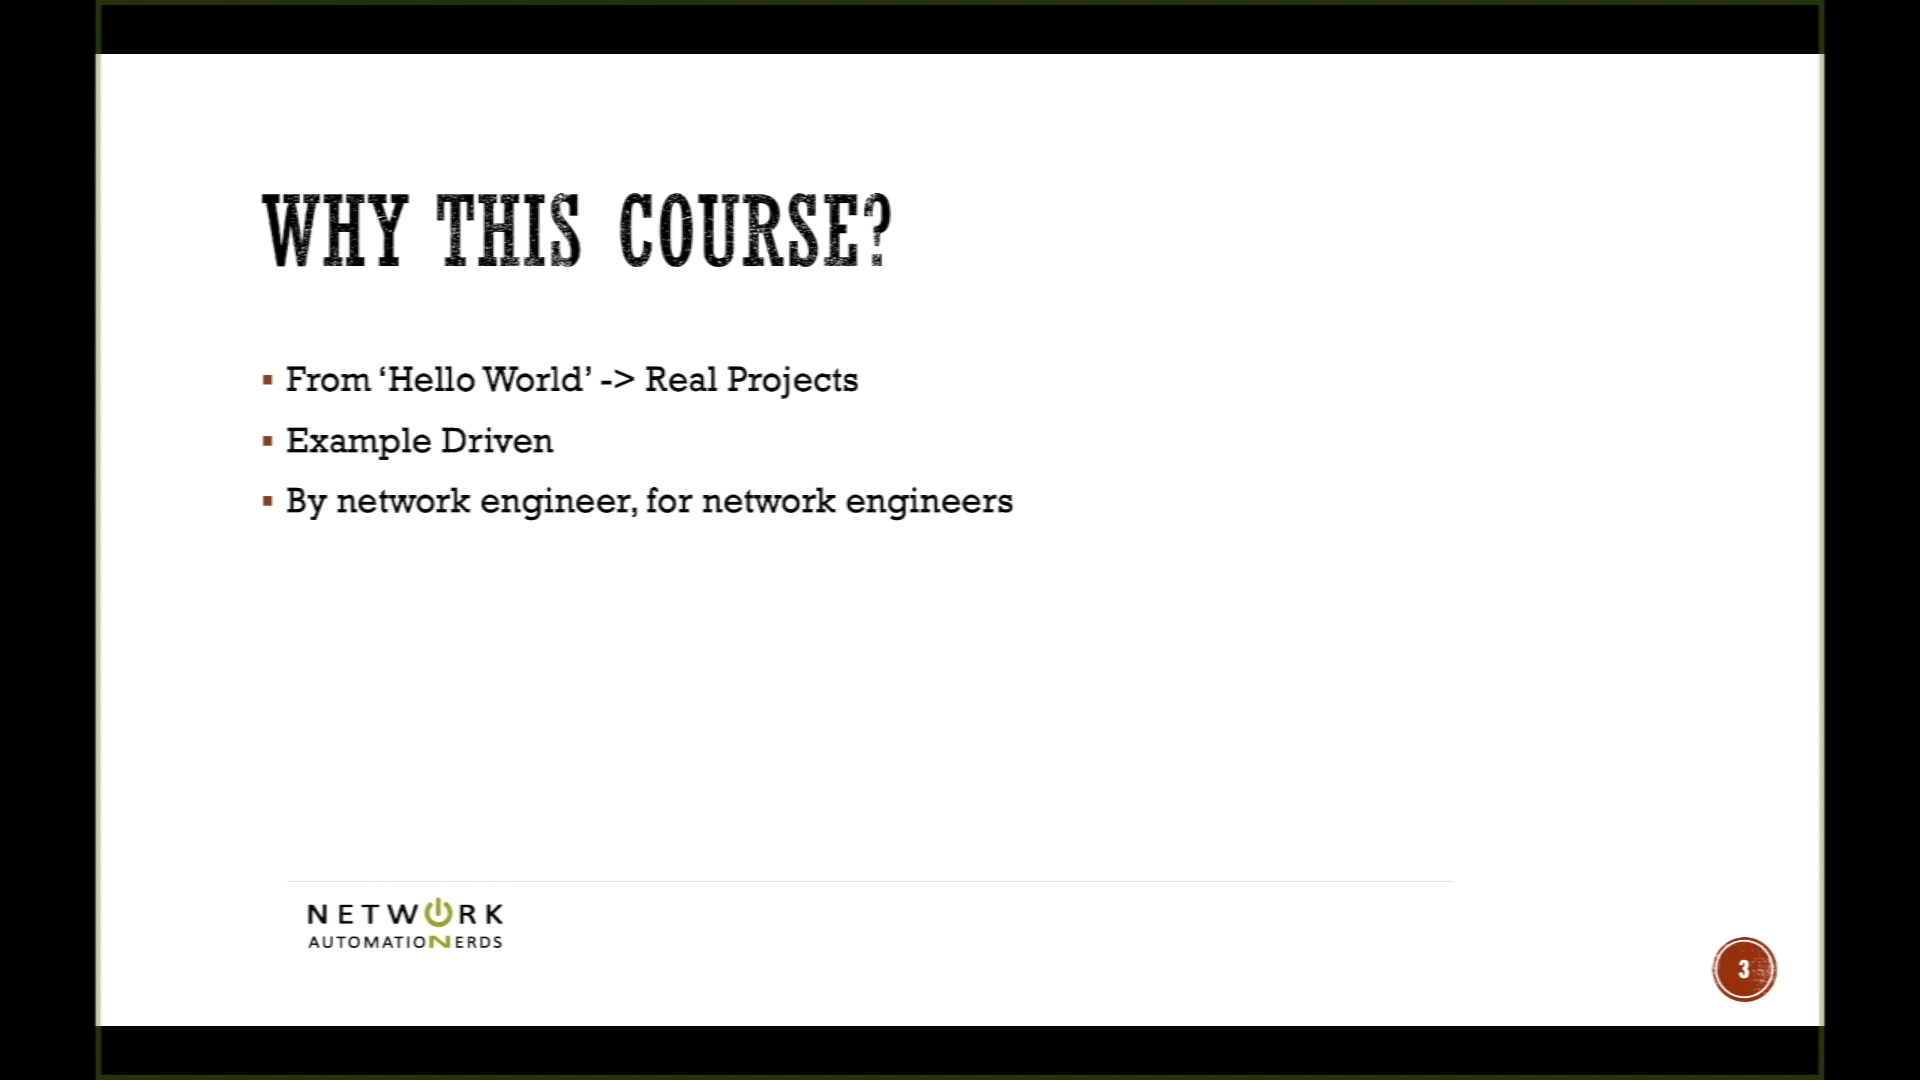 WHY THIS COURSE?
From ‘Hello World’ -> Real Projects
Example Driven
By network engineer, for network engineers
NETWORK
AUTOMATIONERDS
3